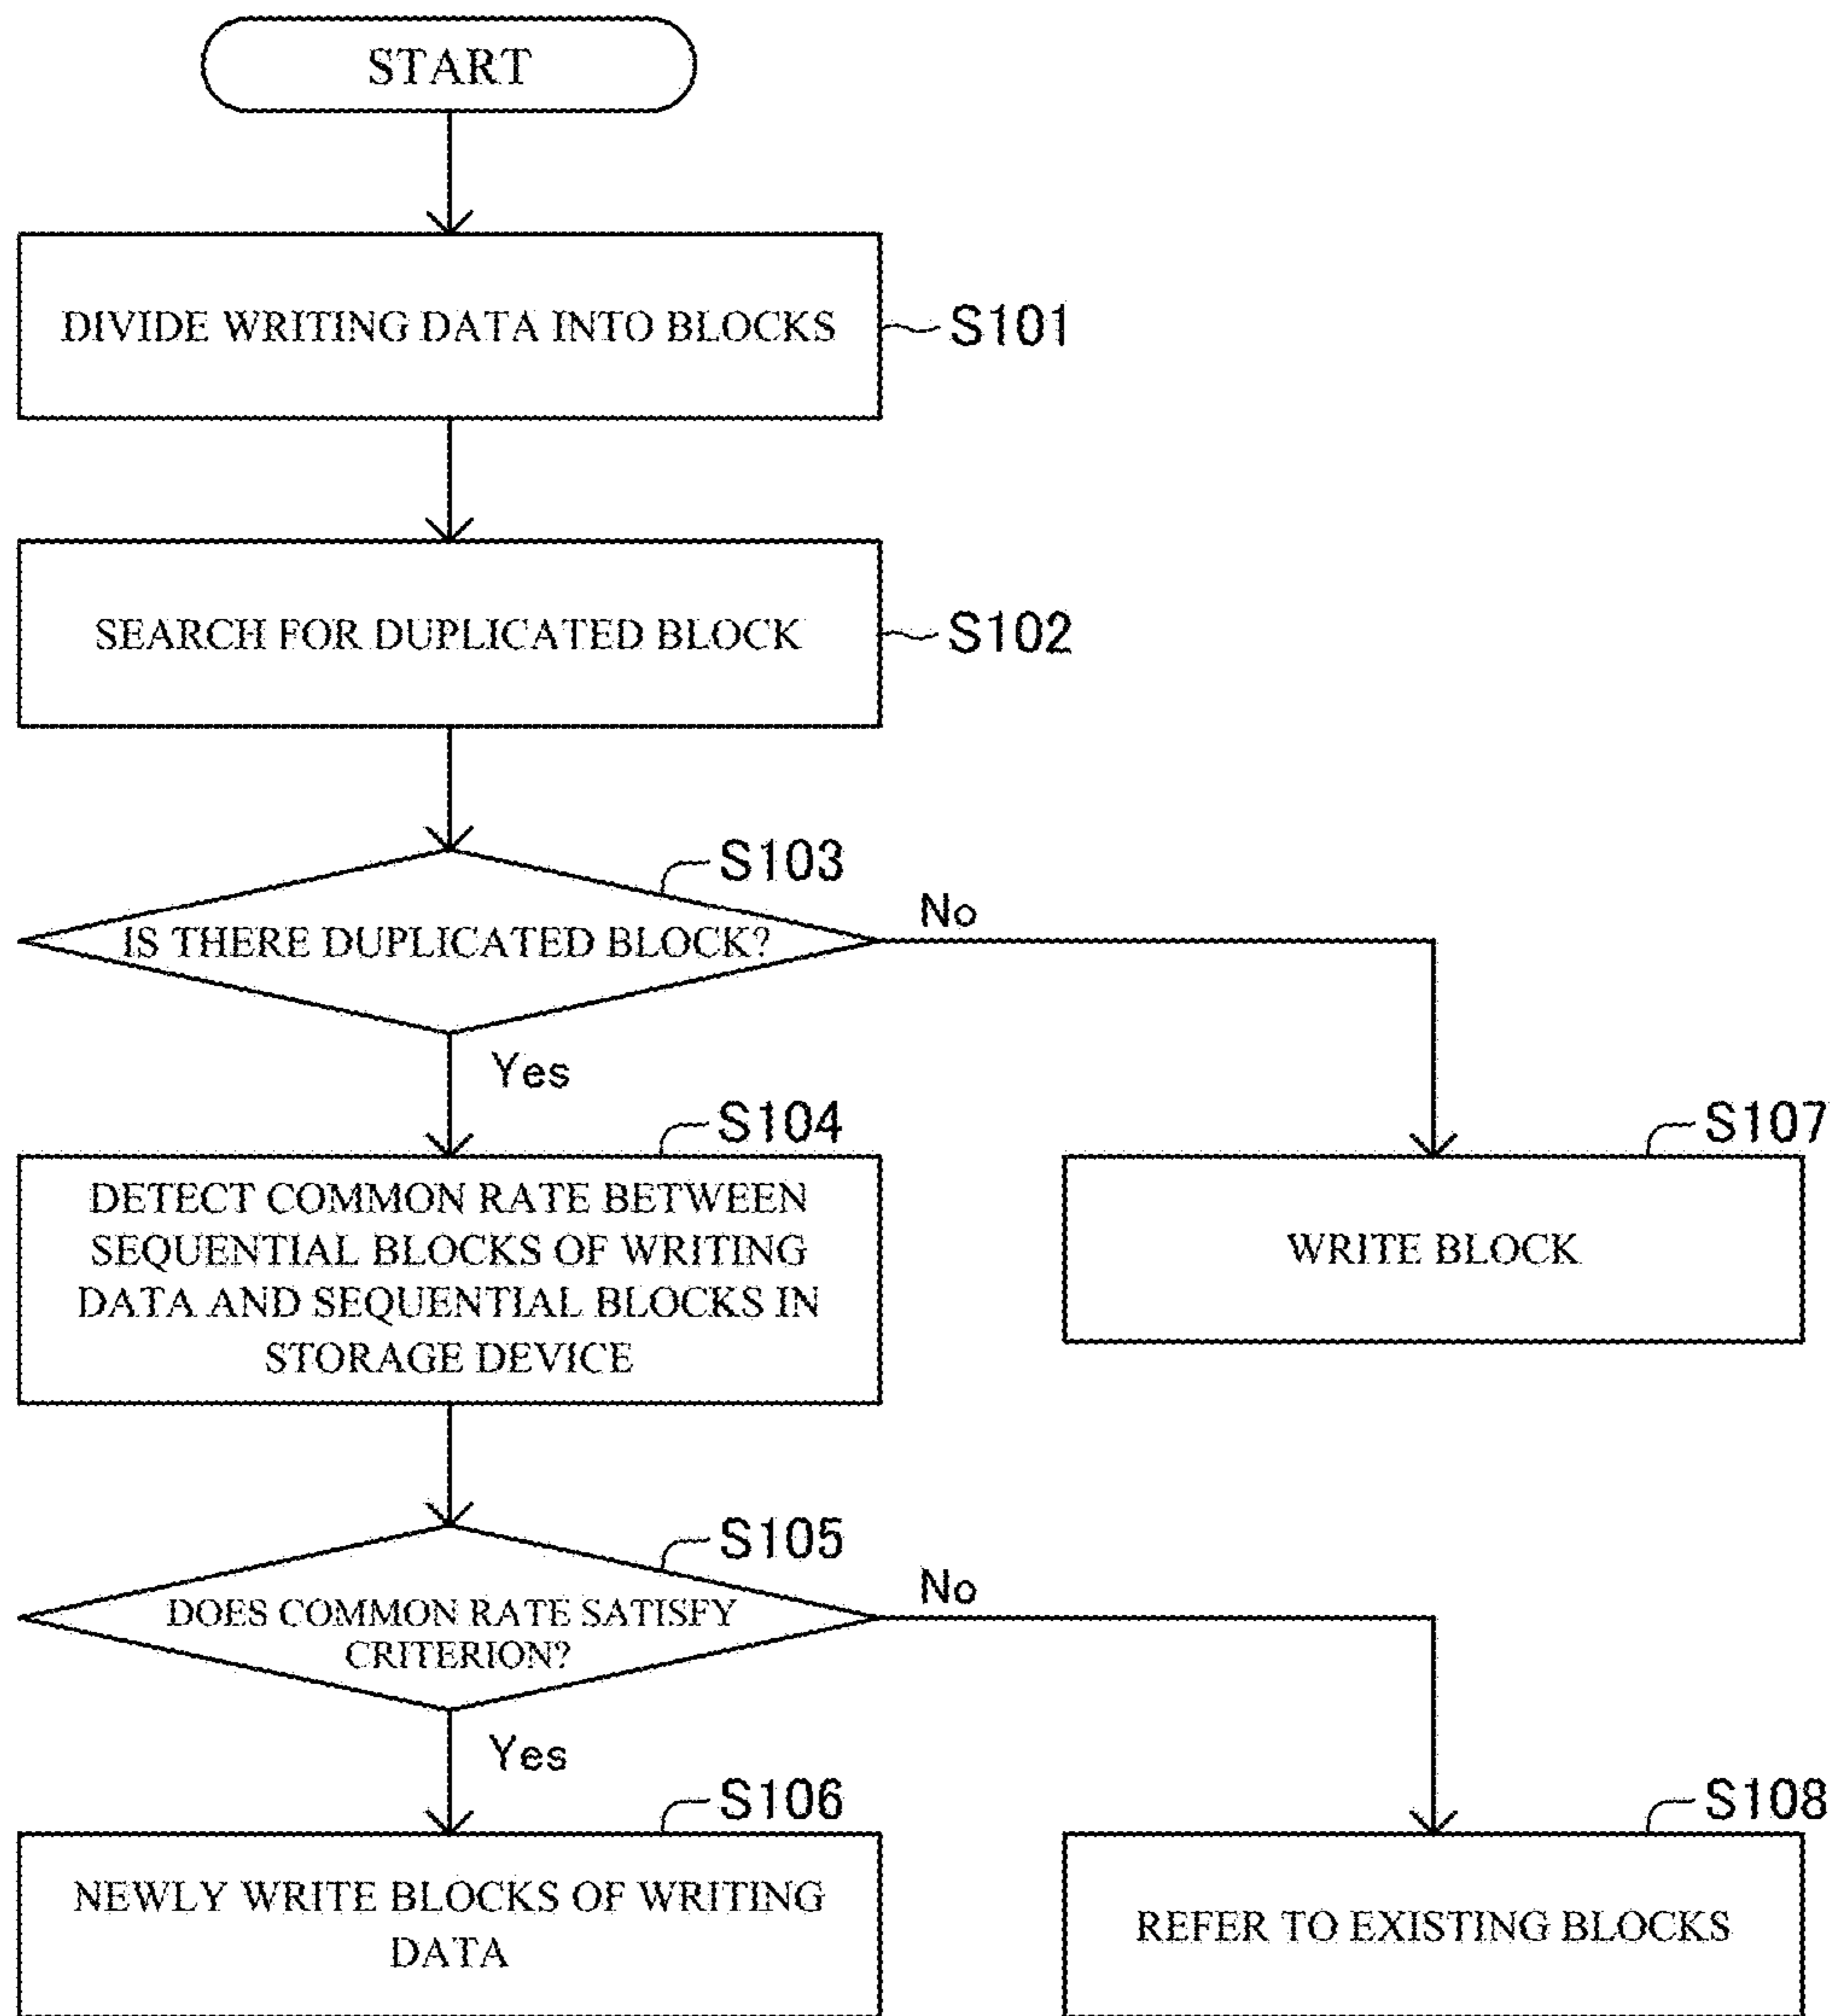 START
DIVIDE WRITING DATA INTO BLOCKS
S101
SEARCH FOR DUPLICATED BLOCK
S102
S103
IS THERE DUPLICATED BLOCK?
No
Yes
S104
DETECT COMMON RATE BETWEEN
SEQUENTIAL BLOCKS OF WRITING
DATA AND SEQUENTIAL BLOCKS IN
STORAGE DEVICE
S107
WRITE BLOCK
S105
DOES COMMON RATE SATISFY
CRITERION?
No
Yes
S106
NEWLY WRITE BLOCKS OF WRITING
DATA
S108
REFER TO EXISTING BLOCKS